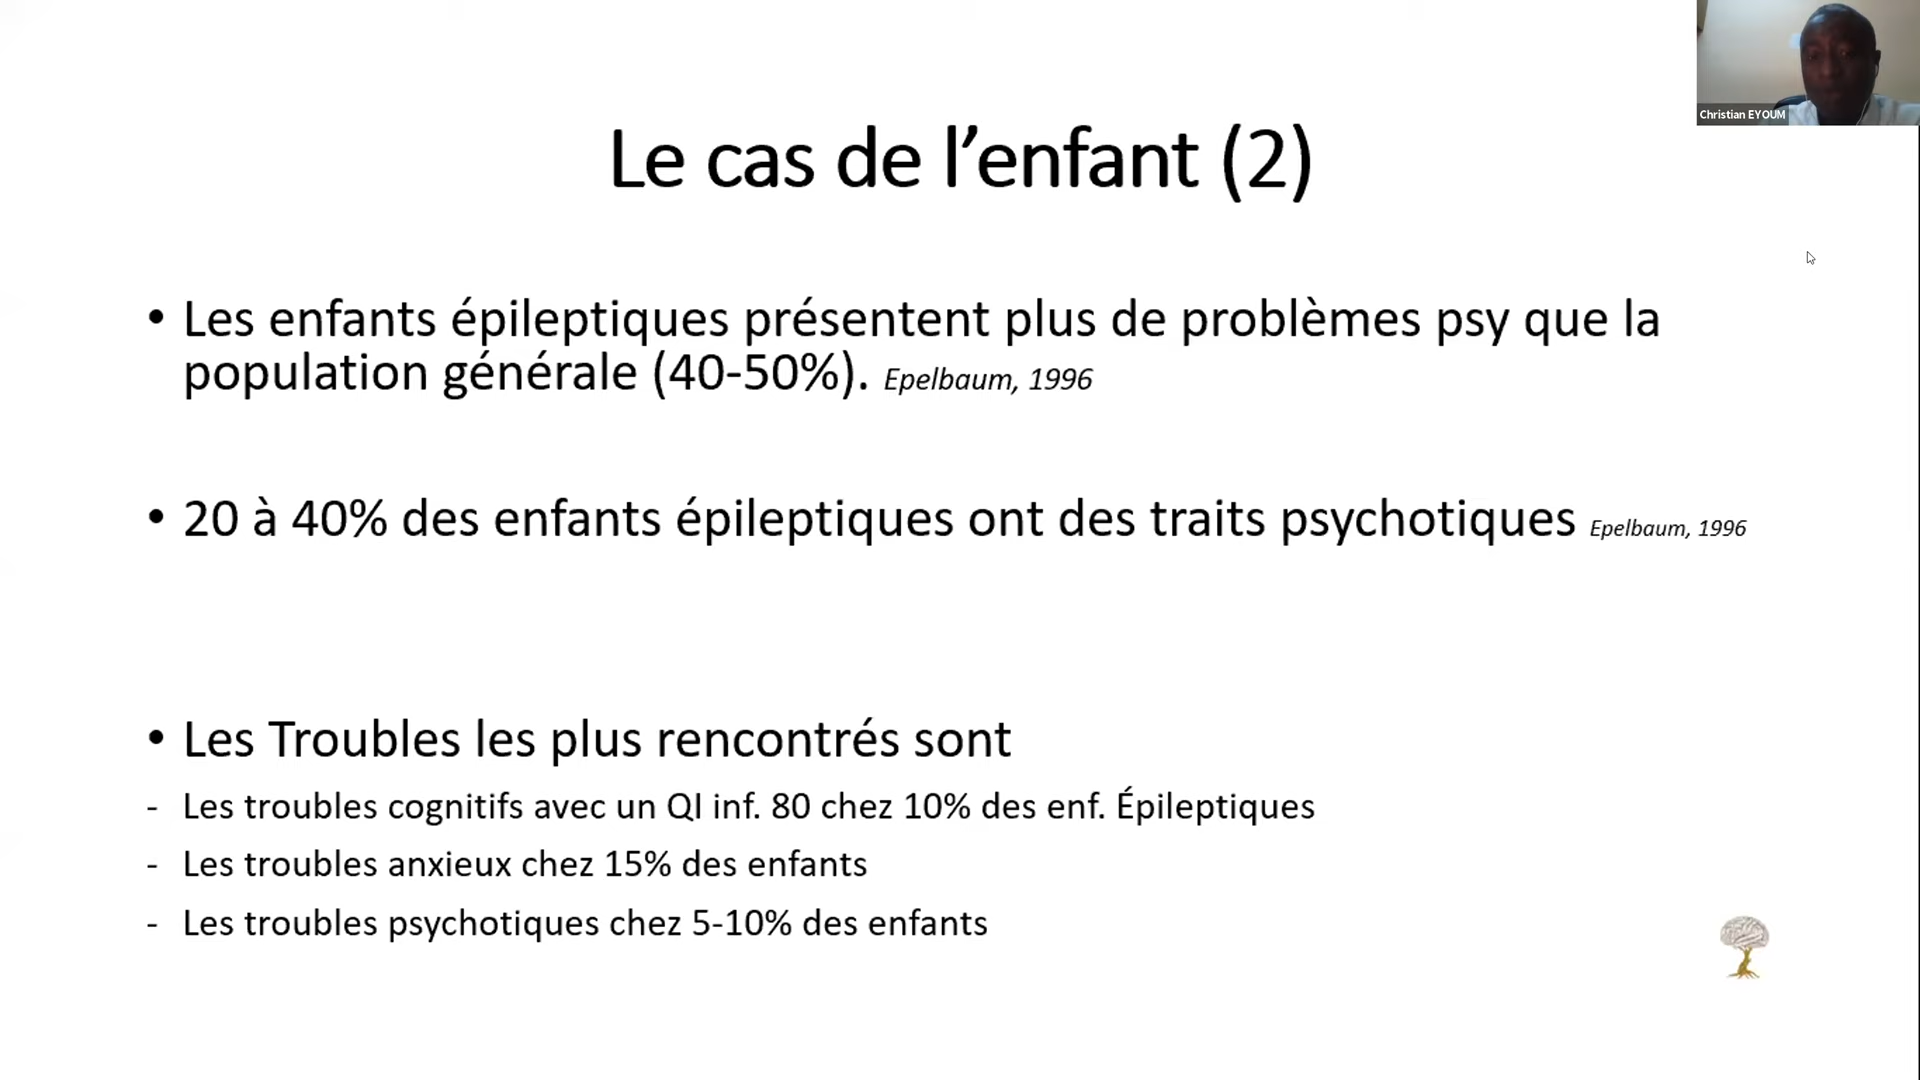 Christian EYOUM
Le cas de l’enfant (2)
• Les enfants épileptiques présentent plus de problèmes psy que la
population générale (40-50%). Epelbaum, 1996
• 20 à 40% des enfants épileptiques ont des traits psychotiques Epelbaum, 1996
• Les Troubles les plus rencontrés sont
- Les troubles cognitifs avec un QI inf. 80 chez 10% des enf. Épileptiques
- Les troubles anxieux chez 15% des enfants
- Les troubles psychotiques chez 5-10% des enfants